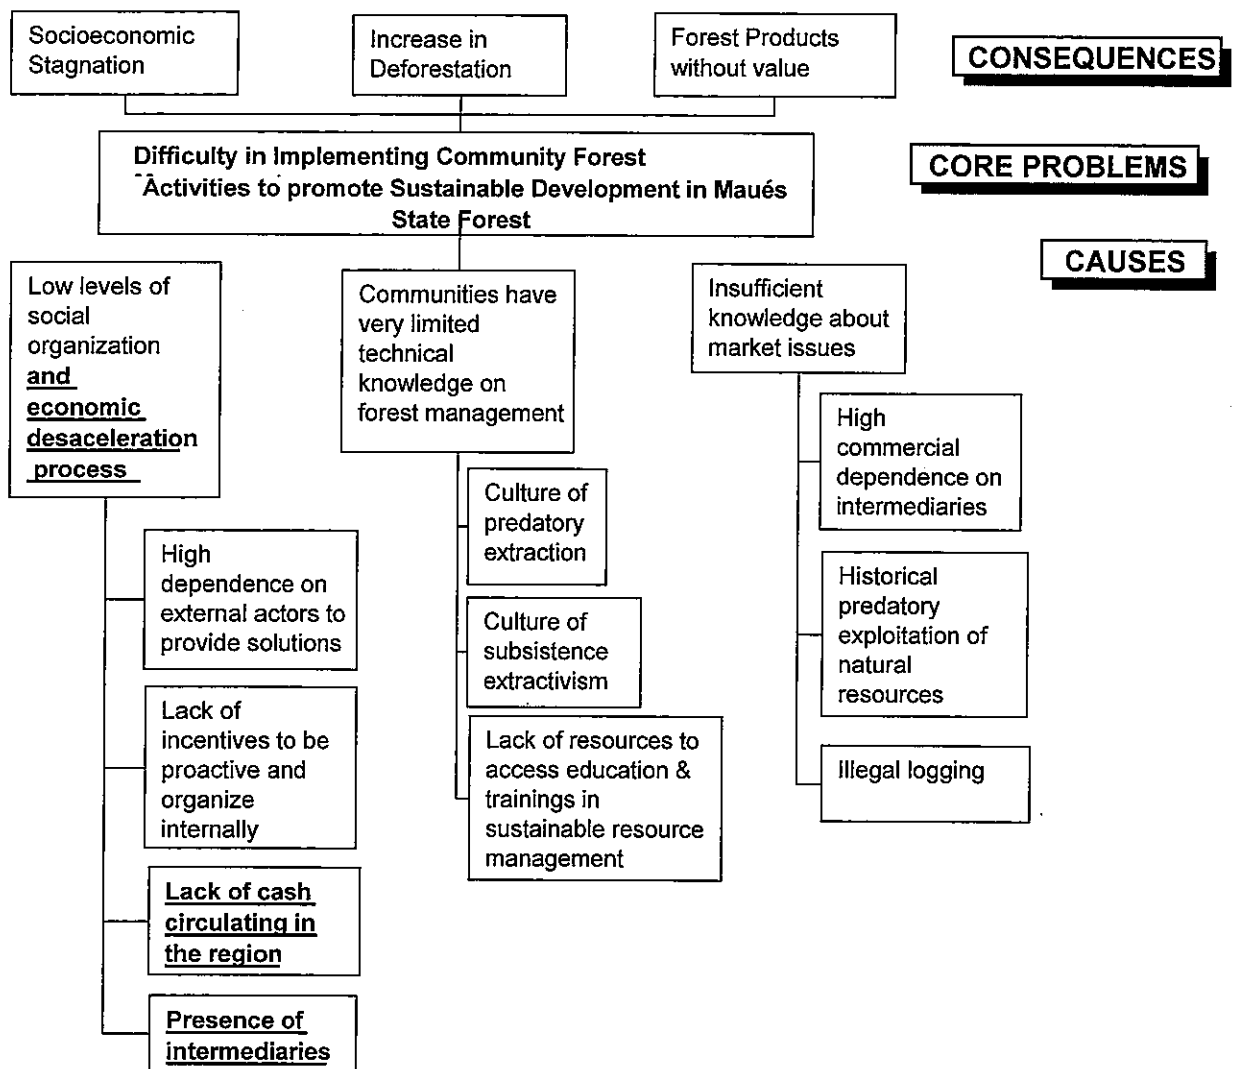 Socioeconomic
Stagnation
Increase in
Deforestation
Forest Products
without value
CONSEQUENCES
Difficulty in Implementing Community Forest
Activities to promote Sustainable Development in Maués
State Forest
CORE PROBLEMS
CAUSES
Low levels of
social
organization
and
economic
desaceleration
process
High
dependence on
external actors to
provide solutions
Lack of
incentives to be
proactive and
organize
internally
Lack of cash
circulating in
the region
Presence of
intermediaries
Communities have
very limited
technical
knowledge on
forest management
Culture of
predatory
extraction
Culture of
subsistence
extractivism
Lack of resources to
access education &
trainings in
sustainable resource
management
Insufficient
knowledge about
market issues
High
commercial
dependence on
intermediaries
Historical
predatory
exploitation of
natural
resources
Illegal logging